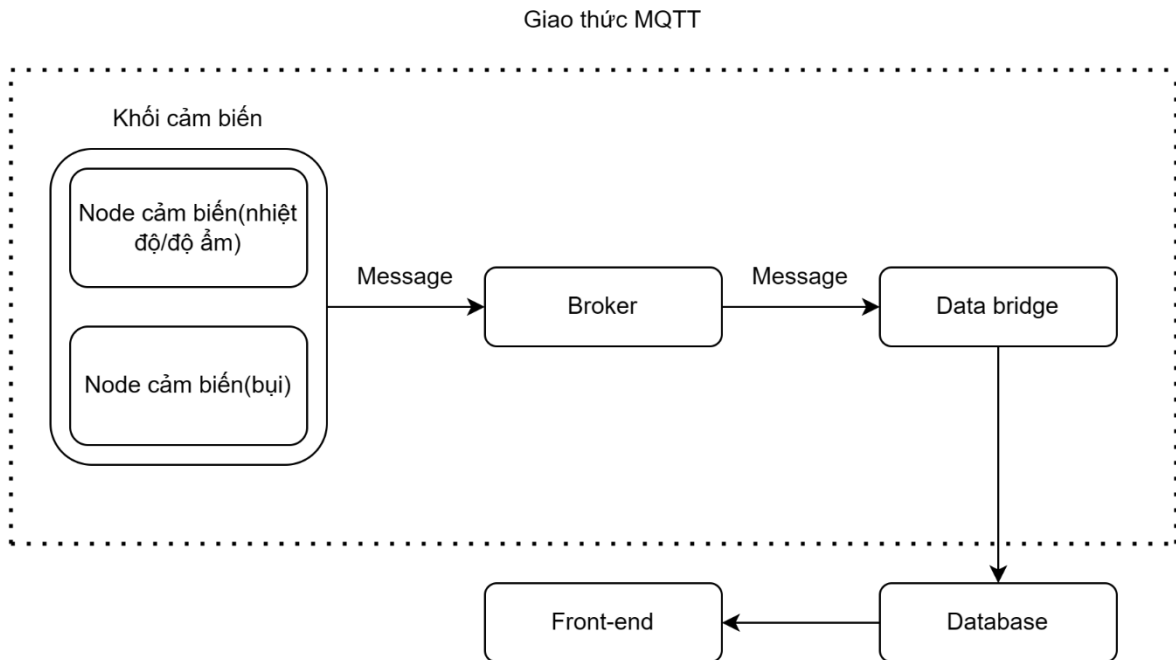 Giao thức MQTT
Khối cảm biến
Node cảm biến(nhiệt
độ/độ ẩm)
Message
Broker
Message
Data bridge
Node cảm biến(bụi)
Front-end
Database